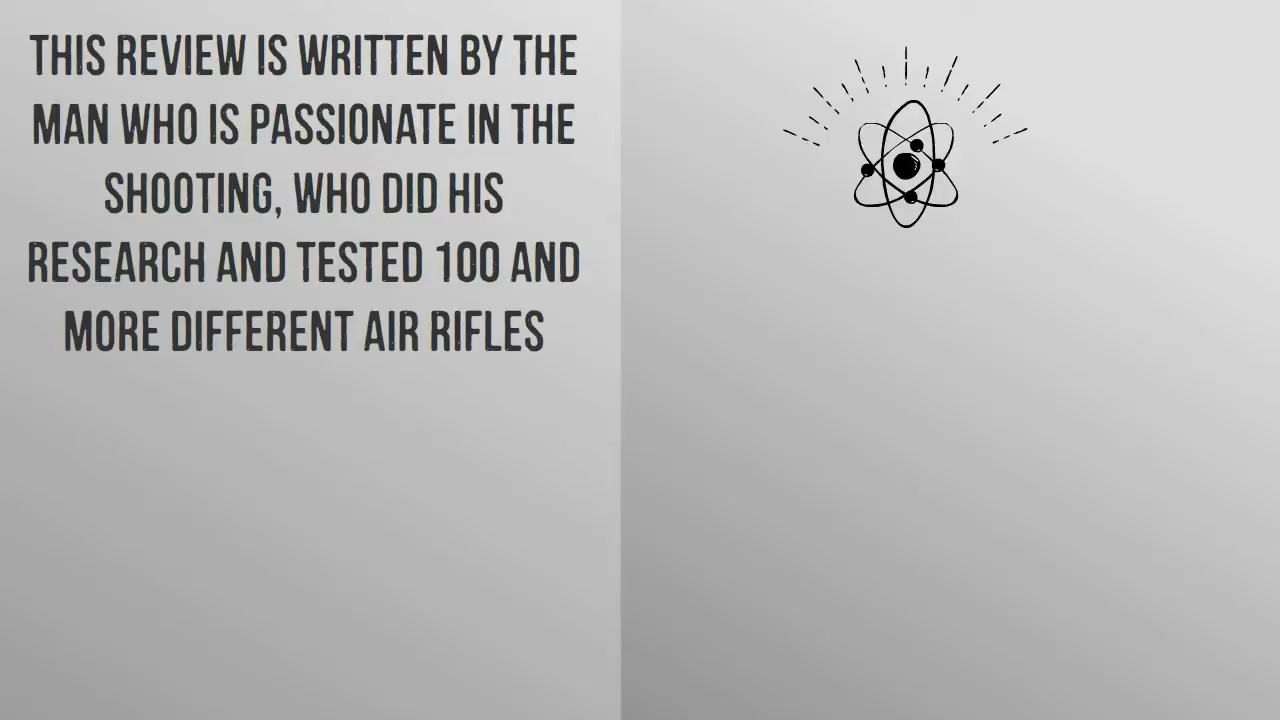 THIS REVIEW IS WRITTEN BY THE
MAN WHO IS PASSIONATE IN THE
SHOOTING, WHO DID HIS
RESEARCH AND TESTED 100 AND
MORE DIFFERENT AIR RIFLES